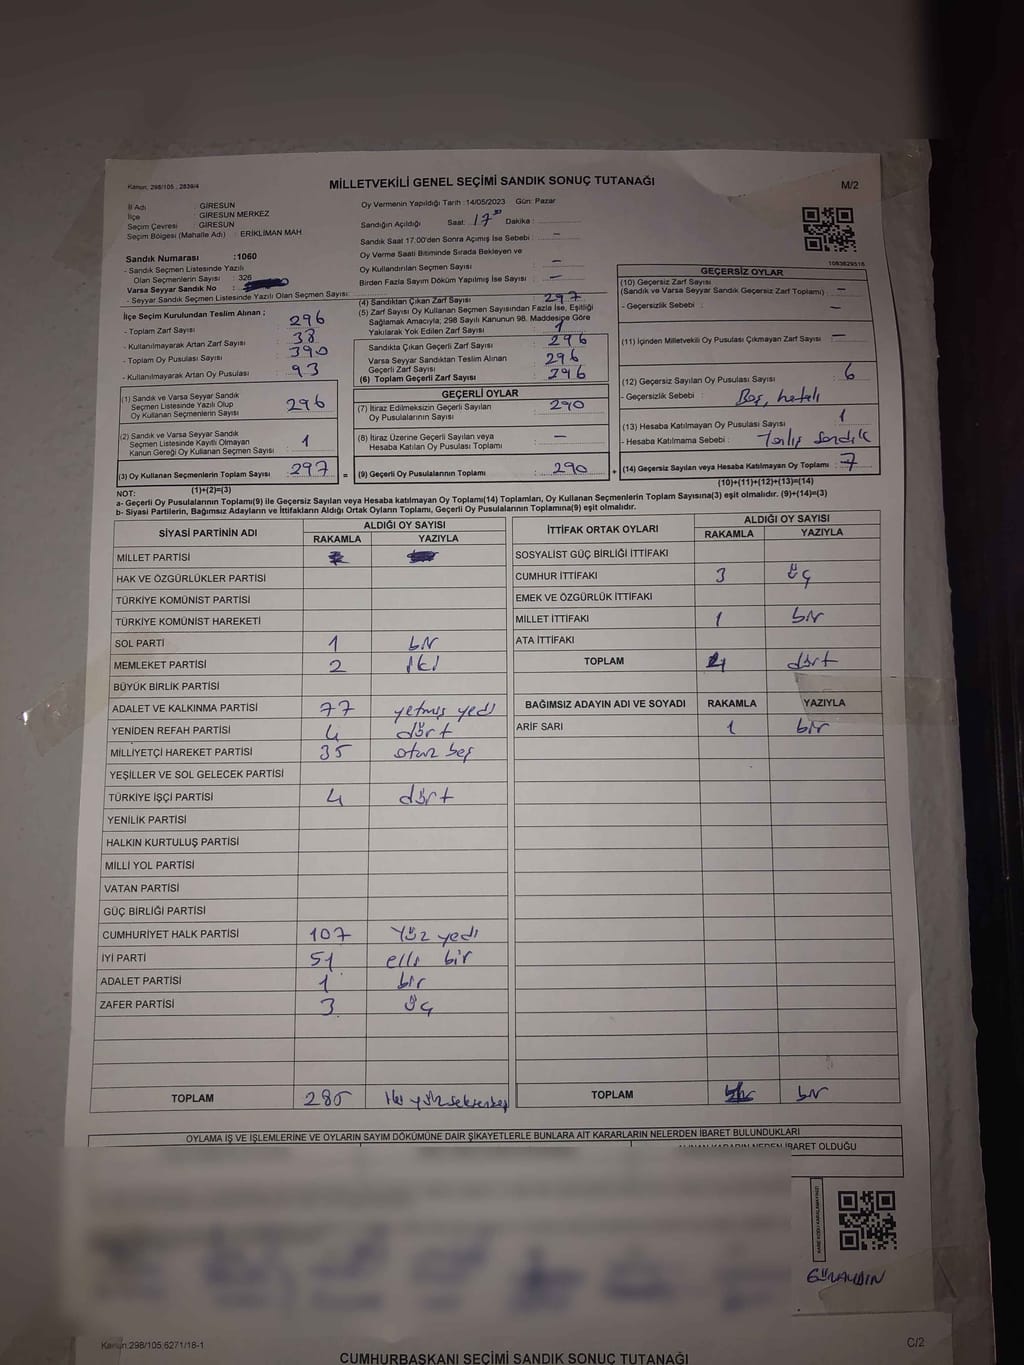 Kanun, 298/105 , 2839/4
MİLLETVEKİLİ GENEL SEÇİMİ SANDIK SONUÇ TUTANAĞI
M/2
İl Adı : GİRESUN
İlçe : GİRESUN MERKEZ
Seçim Çevresi : GİRESUN
Seçim Bölgesi (Mahalle Adı) : ERİKLİMAN MAH.
Oy Vermenin Yapıldığı Tarih :14/05/2023 Gün: Pazar
Sandığın Açıldığı Saat: 17 30 Dakika :
Sandık Saat 17:00'den Sonra Açımış İse Sebebi : -
Oy Verme Saati Bitiminde Sırada Bekleyen ve
Oy Kullandırılan Seçmen Sayısı -
Birden Fazla Sayım Döküm Yapılmış İse Sayısı : -
1083629516
Sandık Numarası :1060
- Sandık Seçmen Listesinde Yazılı
Olan Seçmenlerin Sayısı : 326
Varsa Seyyar Sandık No :
- Seyyar Sandık Seçmen Listesinde Yazılı Olan Seçmen Sayısı:
İlçe Seçim Kurulundan Teslim Alınan ;
- Toplam Zarf Sayısı 296
- Kullanılmayarak Artan Zarf Sayısı 38
- Toplam Oy Pusulası Sayısı 390
- Kullanılmayarak Artan Oy Pusulası 93
(1) Sandık ve Varsa Seyyar Sandık
Seçmen Listesinde Yazılı Olup
Oy Kullanan Seçmenlerin Sayısı 296
(2) Sandık ve Varsa Seyyar Sandık
Seçmen Listesinde Kayıtlı Olmayan
Kanun Gereği Oy Kullanan Seçmen Sayısı 1
(3) Oy Kullanan Seçmenlerin Toplam Sayısı 297 =
(1)+(2)=(3)
(4) Sandıktan Çıkan Zarf Sayısı : 297
(5) Zarf Sayısı Oy Kullanan Seçmen Sayısından Fazla İse, Eşitliği
Sağlamak Amacıyla; 298 Sayılı Kanunun 98. Maddesine Göre
Yakılarak Yok Edilen Zarf Sayısı : 1
Sandıkta Çıkan Geçerli Zarf Sayısı : 296
Varsa Seyyar Sandıktan Teslim Alınan
Geçerli Zarf Sayısı 296
(6) Toplam Geçerli Zarf Sayısı : 296
GEÇERLİ OYLAR
(7) İtiraz Edilmeksizin Geçerli Sayılan
Oy Pusulalarının Sayısı 290
(8) İtiraz Üzerine Geçerli Sayılan veya
Hesaba Katılan Oy Pusulası Toplamı -
(9) Geçerli Oy Pusulalarının Toplamı : 290 +
GEÇERSİZ OYLAR
(10) Geçersiz Zarf Sayısı
(Sandık ve Varsa Seyyar Sandık Geçersiz Zarf Toplamı) : -
- Geçersizlik Sebebi : -
(11) İçinden Milletvekili Oy Pusulası Çıkmayan Zarf Sayısı : -
(12) Geçersiz Sayılan Oy Pusulası Sayısı : 6
- Geçersizlik Sebebi : Boş, hatalı
(13) Hesaba Katılmayan Oy Pusulası Sayısı : 1
- Hesaba Katılmama Sebebi : Yanlış sandık
(14) Geçersiz Sayılan veya Hesaba Katılmayan Oy Toplamı : 7
(10)+(11)+(12)+(13)=(14)
NOT:
a- Geçerli Oy Pusulalarının Toplamı(9) ile Geçersiz Sayılan veya Hesaba katılmayan Oy Toplamı(14) Toplamları, Oy Kullanan Seçmenlerin Toplam Sayısına(3) eşit olmalıdır. (9)+(14)=(3)
b- Siyasi Partilerin, Bağımsız Adayların ve İttifakların Aldığı Ortak Oyların Toplamı, Geçerli Oy Pusulalarının Toplamına(9) eşit olmalıdır.
SİYASİ PARTİNİN ADI ALDIĞI OY SAYISI
RAKAMLA YAZIYLA
MİLLET PARTİSİ
HAK VE ÖZGÜRLÜKLER PARTİSİ
TÜRKİYE KOMÜNİST PARTİSİ
TÜRKİYE KOMÜNİST HAREKETİ
SOL PARTİ 1 bir
MEMLEKET PARTİSİ 2 iki
BÜYÜK BİRLİK PARTİSİ
ADALET VE KALKINMA PARTİSİ 77 yetmiş yedi
YENİDEN REFAH PARTİSİ 4 dört
MİLLİYETÇİ HAREKET PARTİSİ 35 otuz beş
YEŞİLLER VE SOL GELECEK PARTİSİ
TÜRKİYE İŞÇİ PARTİSİ 4 dört
YENİLİK PARTİSİ
HALKIN KURTULUŞ PARTİSİ
MİLLİ YOL PARTİSİ
VATAN PARTİSİ
GÜÇ BİRLİĞİ PARTİSİ
CUMHURİYET HALK PARTİSİ 107 Yüz yedi
İYİ PARTİ 51 elli bir
ADALET PARTİSİ 1 bir
ZAFER PARTİSİ 3 üç
TOPLAM 285 iki yüz seksenbeş
İTTİFAK ORTAK OYLARI ALDIĞI OY SAYISI
RAKAMLA YAZIYLA
SOSYALİST GÜÇ BİRLİĞİ İTTİFAKI
CUMHUR İTTİFAKI 3 üç
EMEK VE ÖZGÜRLÜK İTTİFAKI
MİLLET İTTİFAKI 1 bir
ATA İTTİFAKI
TOPLAM 4 dört
BAĞIMSIZ ADAYIN ADI VE SOYADI RAKAMLA YAZIYLA
ARİF SARI 1 bir
TOPLAM bir
OYLAMA İŞ VE İŞLEMLERİNE VE OYLARIN SAYIM DÖKÜMÜNE DAİR ŞİKAYETLERLE BUNLARA AİT KARARLARIN NELERDEN İBARET BULUNDUKLARI
İBARET OLDUĞU
GÜNAYDIN
Kanun,298/105,6271/18-1
C/2
CUMHURBAŞKANI SEÇİMİ SANDIK SONUÇ TUTANAĞI